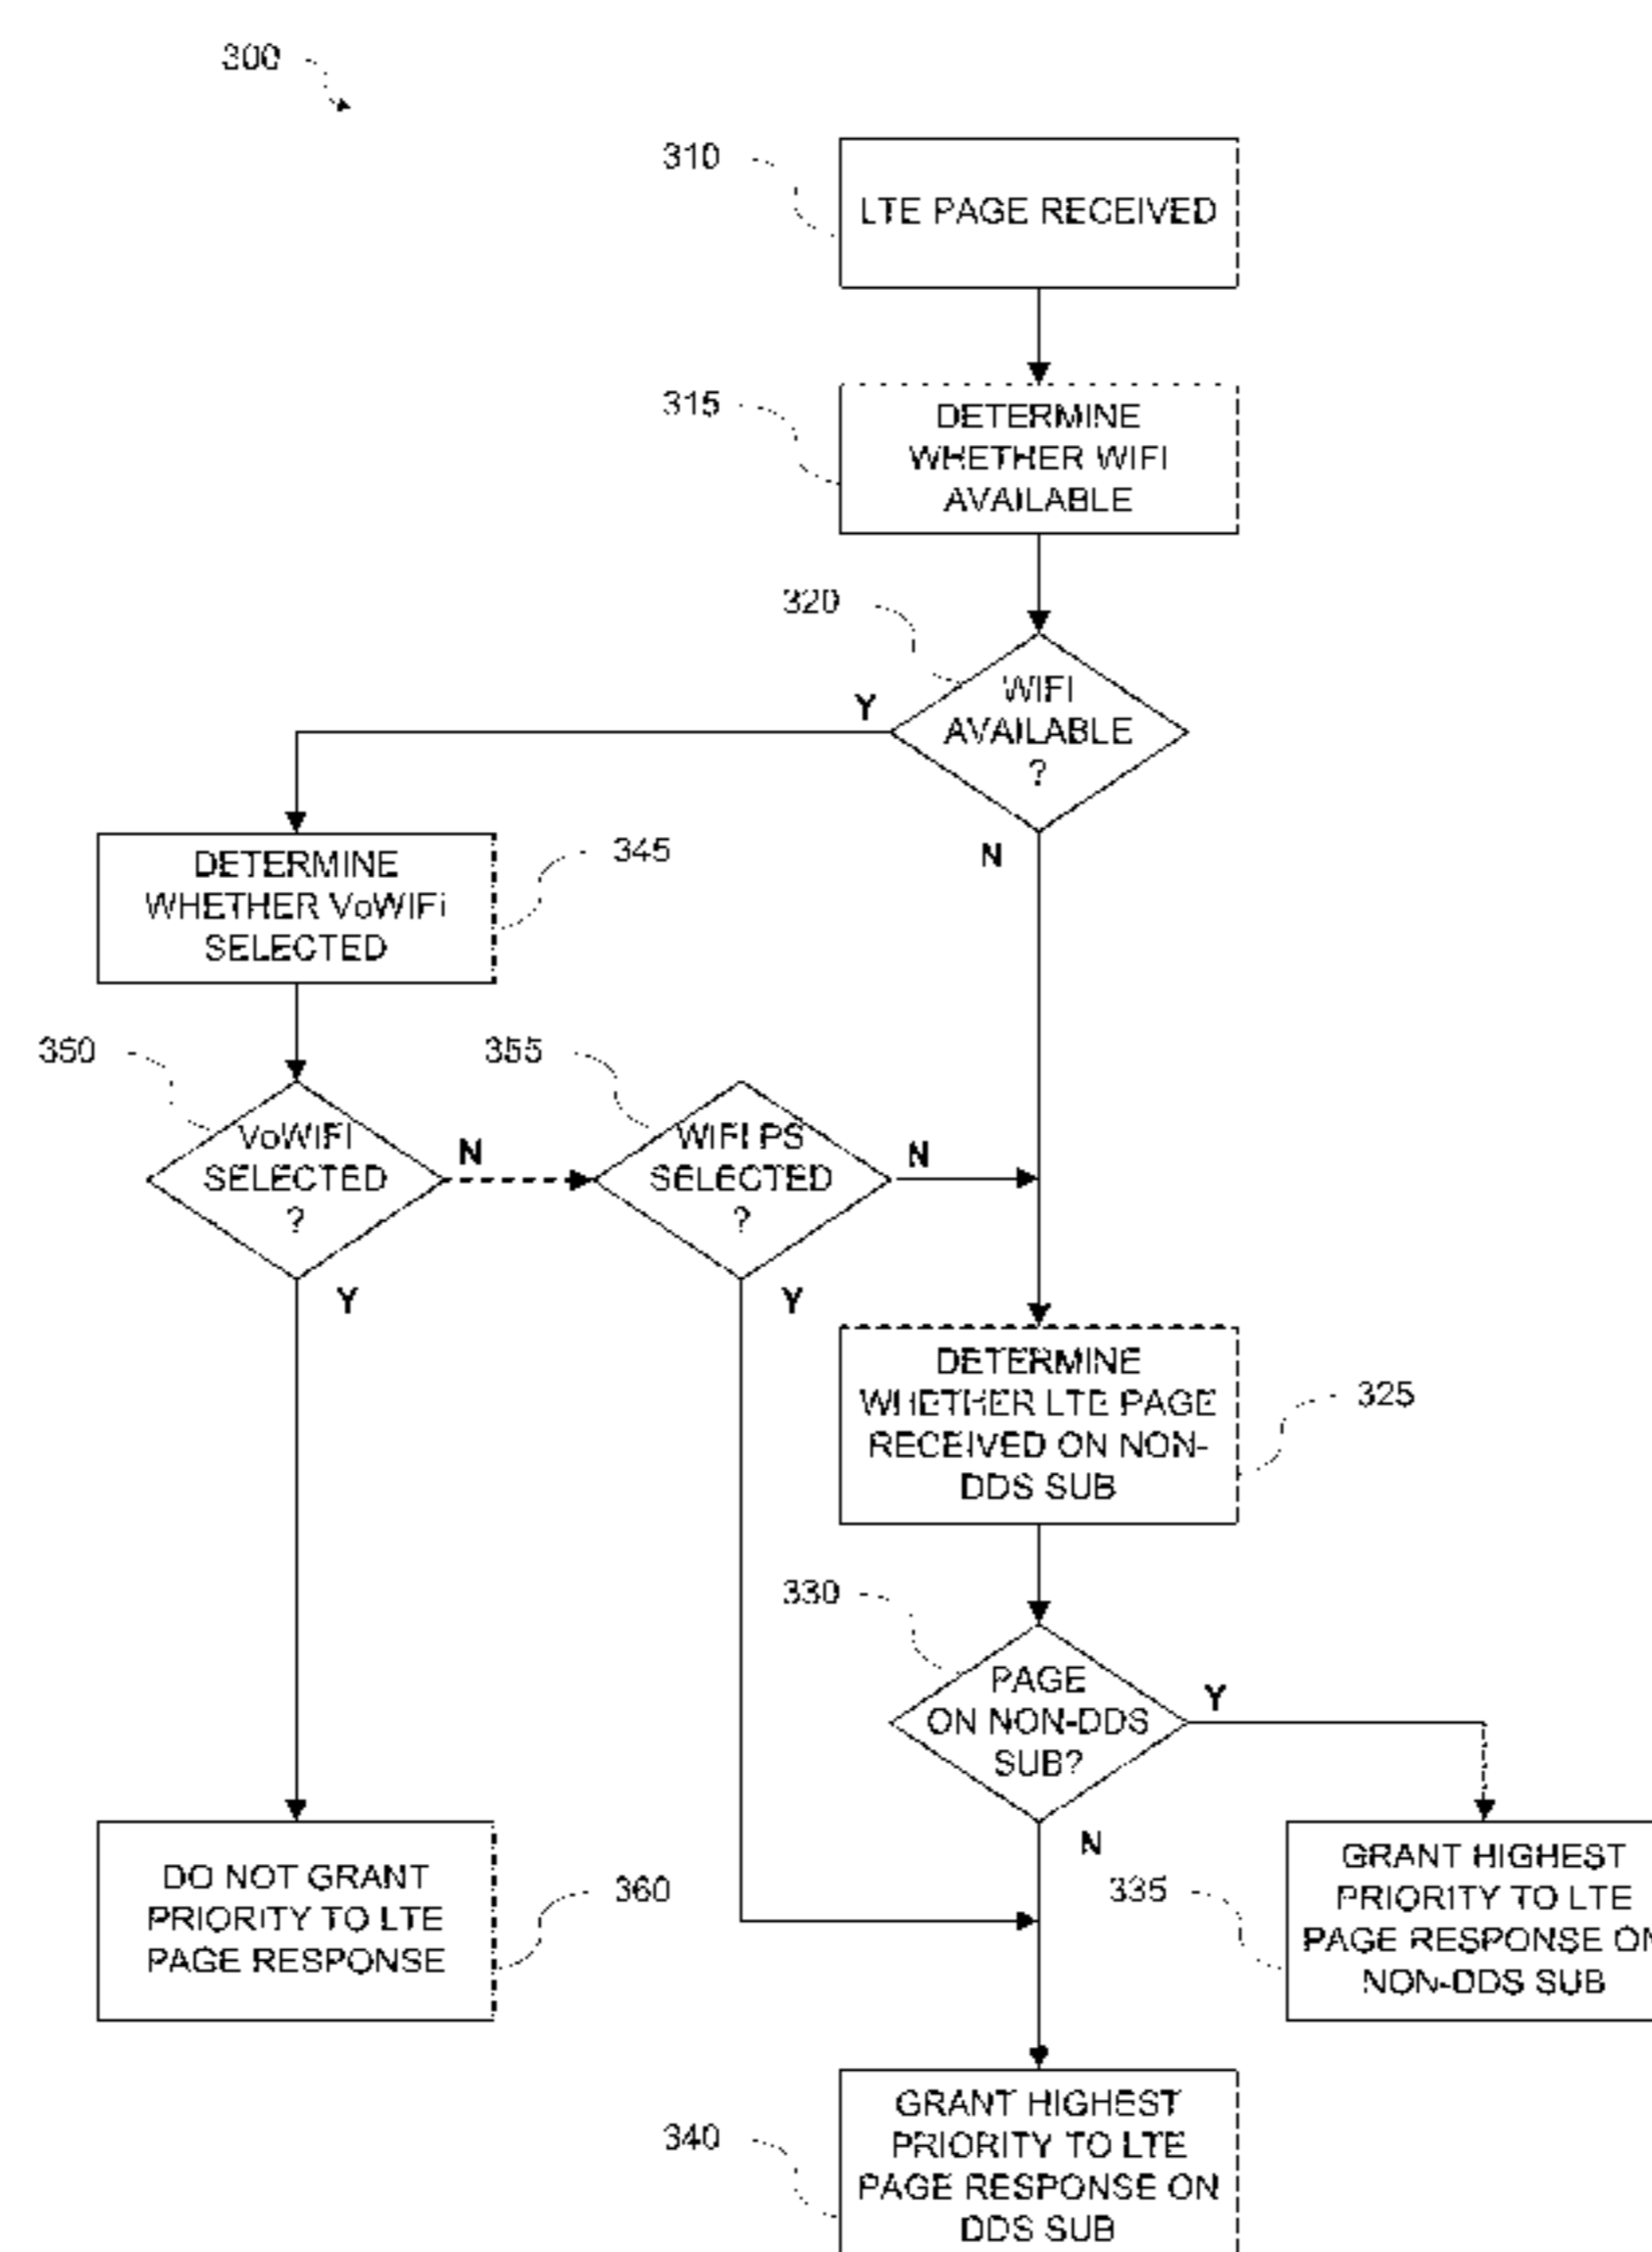 300
310
LTE PAGE RECEIVED
315
DETERMINE
WHETHER WIFI
AVAILABLE
320
WIFI
AVAILABLE
?
Y
N
DETERMINE
WHETHER VoWIFi
SELECTED
345
350
VoWIFI
SELECTED
?
N
Y
355
WIFI PS
SELECTED
?
N
Y
DETERMINE
WHETHER LTE PAGE
RECEIVED ON NON-
DDS SUB
325
330
PAGE
ON NON-DDS
SUB?
Y
N
DO NOT GRANT
PRIORITY TO LTE
PAGE RESPONSE
360
335
GRANT HIGHEST
PRIORITY TO LTE
PAGE RESPONSE ON
NON-DDS SUB
340
GRANT HIGHEST
PRIORITY TO LTE
PAGE RESPONSE ON
DDS SUB